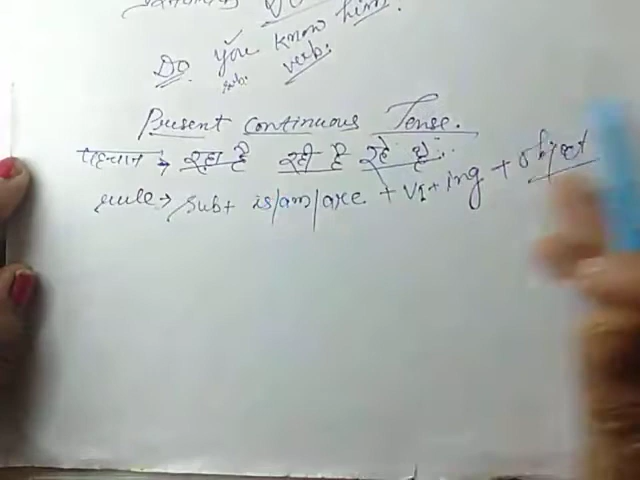 Do you know him.
sub. verb.
Present Continuous Tense.
पहचान → रहा है रही है रहे है..
rule → sub+ is/am/are + V1+ing + object